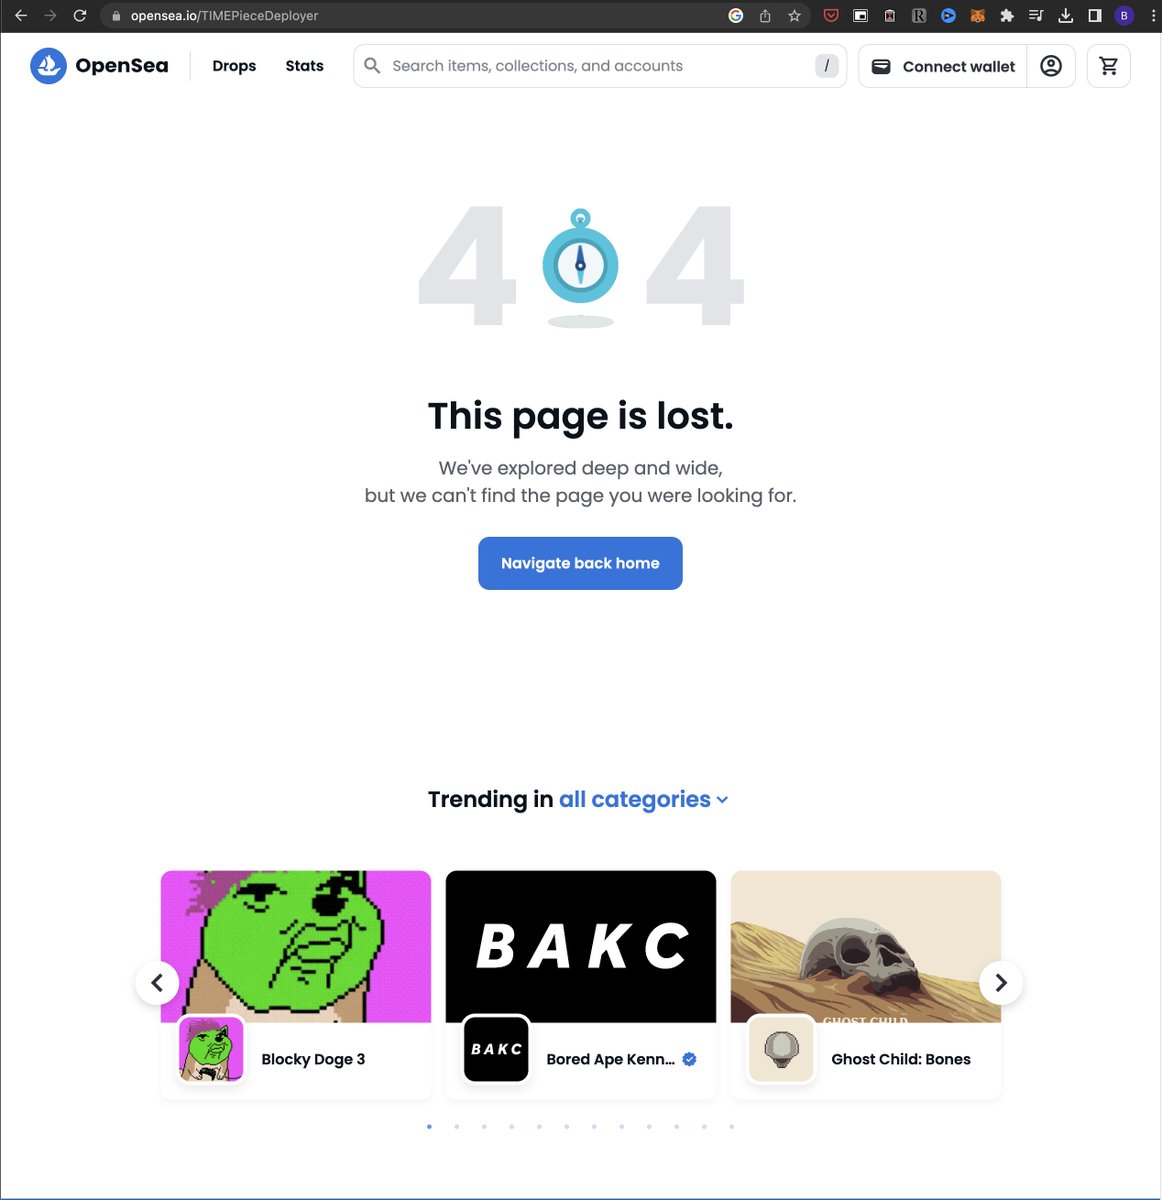 opensea.io/TIMEPieceDeployer
B
OpenSea
Drops
Stats
Search items, collections, and accounts
/
Connect wallet
4 4
This page is lost.
We've explored deep and wide,
but we can't find the page you were looking for.
Navigate back home
Trending in all categories
BAKC
GHOST CHILD
BAKC
Blocky Doge 3
Bored Ape Kenn...
Ghost Child: Bones